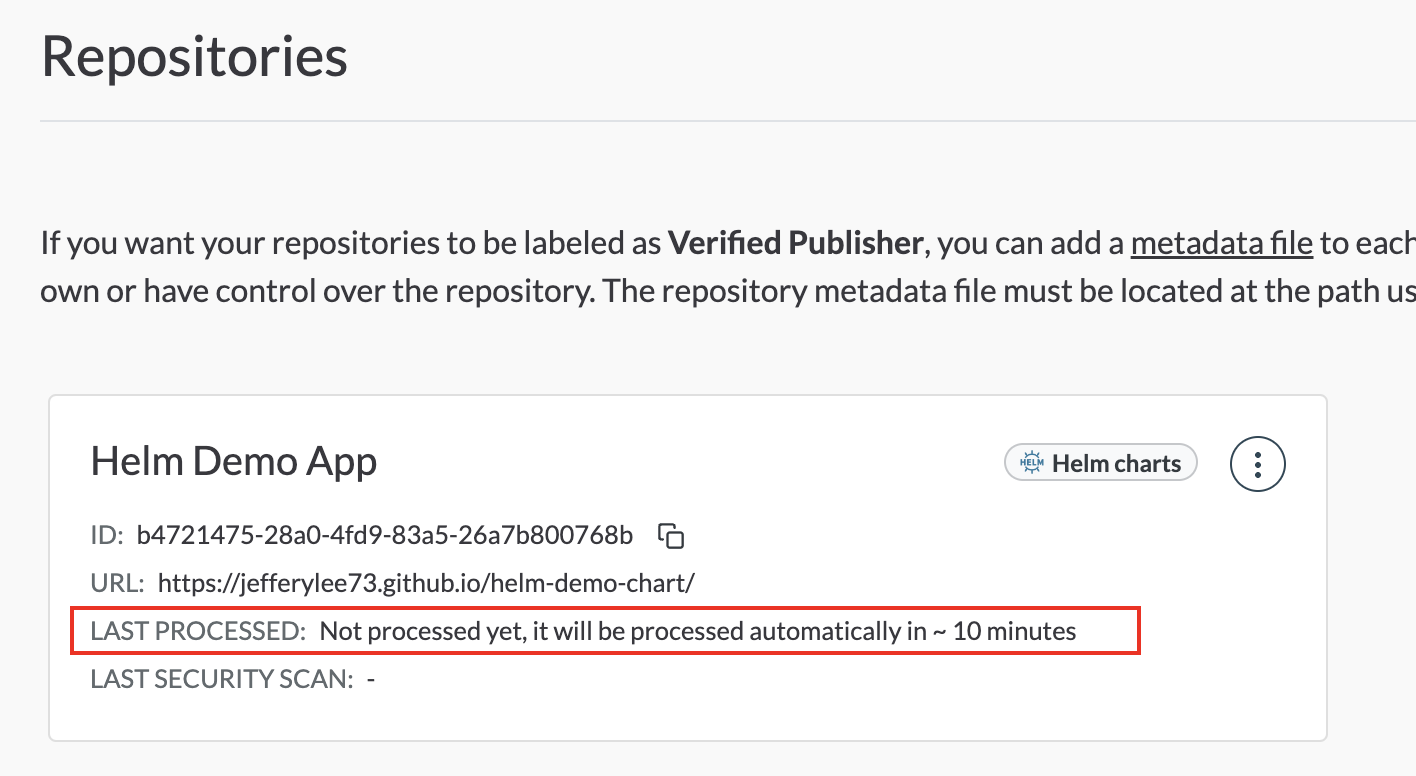 Repositories
If you want your repositories to be labeled as Verified Publisher, you can add a metadata file to each
own or have control over the repository. The repository metadata file must be located at the path us
Helm Demo App
HELM Helm charts
ID: b4721475-28a0-4fd9-83a5-26a7b800768b
URL: https://jefferylee73.github.io/helm-demo-chart/
LAST PROCESSED: Not processed yet, it will be processed automatically in ~ 10 minutes
LAST SECURITY SCAN: -